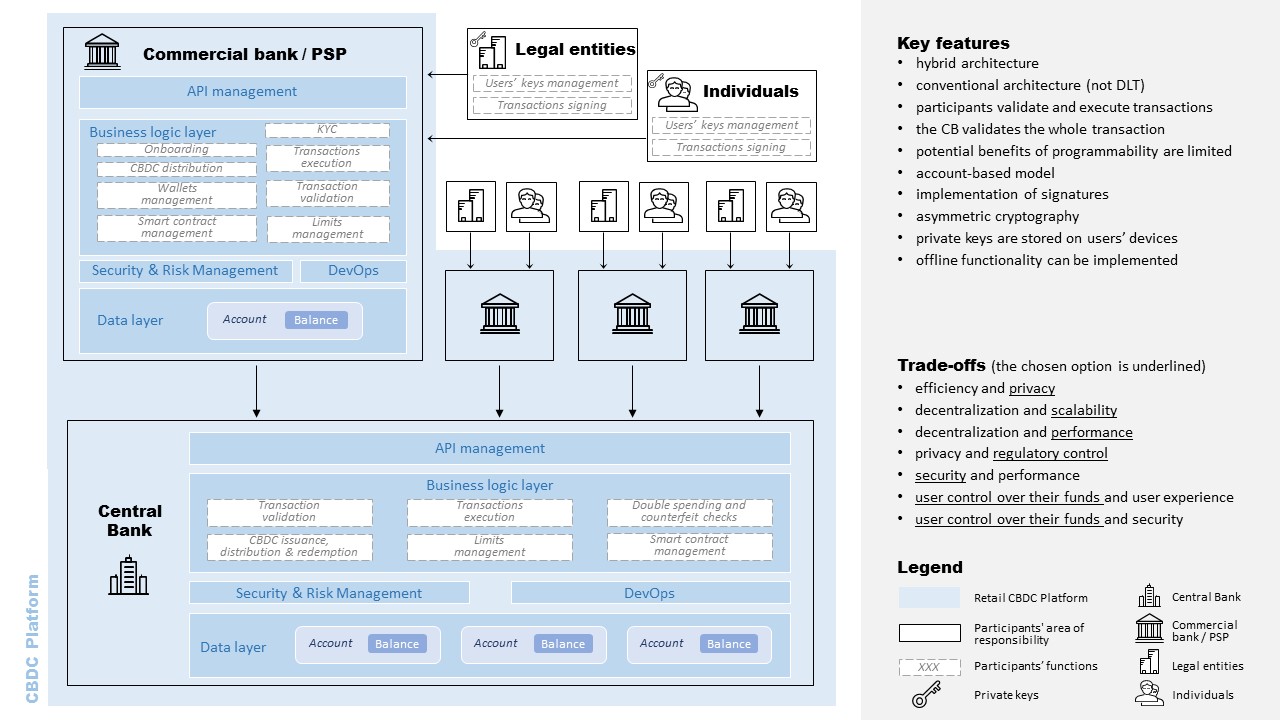 Commercial bank / PSP
API management
Business logic layer
KYC
Onboarding
Transactions
execution
CBDC distribution
Wallets
management
Transaction
validation
Smart contract
management
Limits
management
Security & Risk Management
DevOps
Data layer
Account
Balance
Legal entities
Users' keys management
Transactions signing
Individuals
Users' keys management
Transactions signing
CBDC Platform
Central
Bank
API management
Business logic layer
Transaction
validation
Transactions
execution
Double spending and
counterfeit checks
CBDC issuance,
distribution & redemption
Limits
management
Smart contract
management
Security & Risk Management
DevOps
Data layer
Account
Balance
Account
Balance
Account
Balance
Key features
• hybrid architecture
• conventional architecture (not DLT)
• participants validate and execute transactions
• the CB validates the whole transaction
• potential benefits of programmability are limited
• account-based model
• implementation of signatures
• asymmetric cryptography
• private keys are stored on users' devices
• offline functionality can be implemented
Trade-offs (the chosen option is underlined)
• efficiency and privacy
• decentralization and scalability
• decentralization and performance
• privacy and regulatory control
• security and performance
• user control over their funds and user experience
• user control over their funds and security
Legend
Retail CBDC Platform
Central Bank
Participants' area of
responsibility
Commercial
bank / PSP
XXX
Participants' functions
Legal entities
Private keys
Individuals